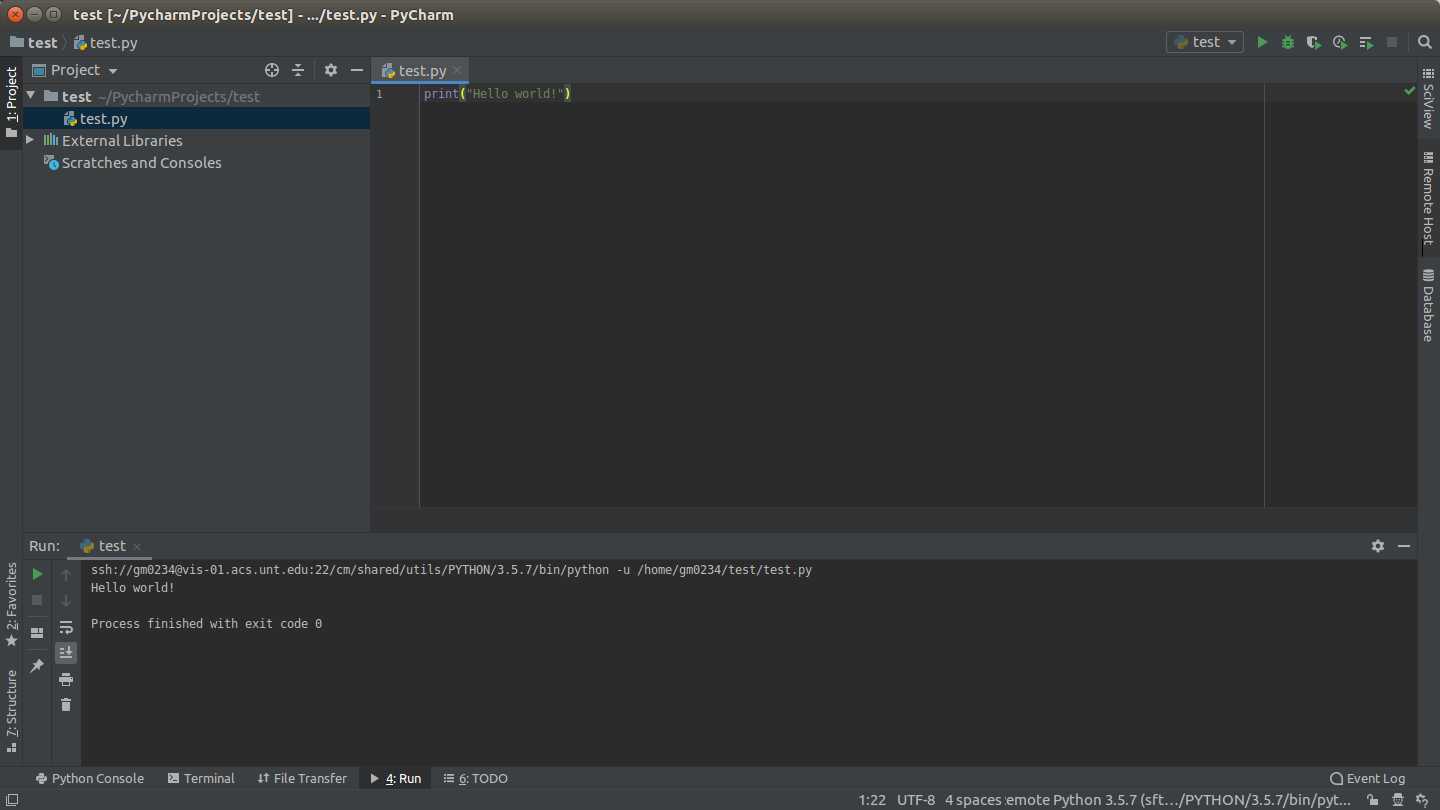 test [~/PycharmProjects/test] - .../test.py - PyCharm
test test.py
test
1: Project
Project
test.py
test ~/PycharmProjects/test
test.py
External Libraries
Scratches and Consoles
1 print("Hello world!")
SciView
Remote Host
Database
2: Favorites
7: Structure
Run: test
ssh://gm0234@vis-01.acs.unt.edu:22/cm/shared/utils/PYTHON/3.5.7/bin/python -u /home/gm0234/test/test.py
Hello world!
Process finished with exit code 0
Python Console Terminal File Transfer 4: Run 6: TODO Event Log
1:22 UTF-8 4 spaces emote Python 3.5.7 (sft.../PYTHON/3.5.7/bin/pyt...